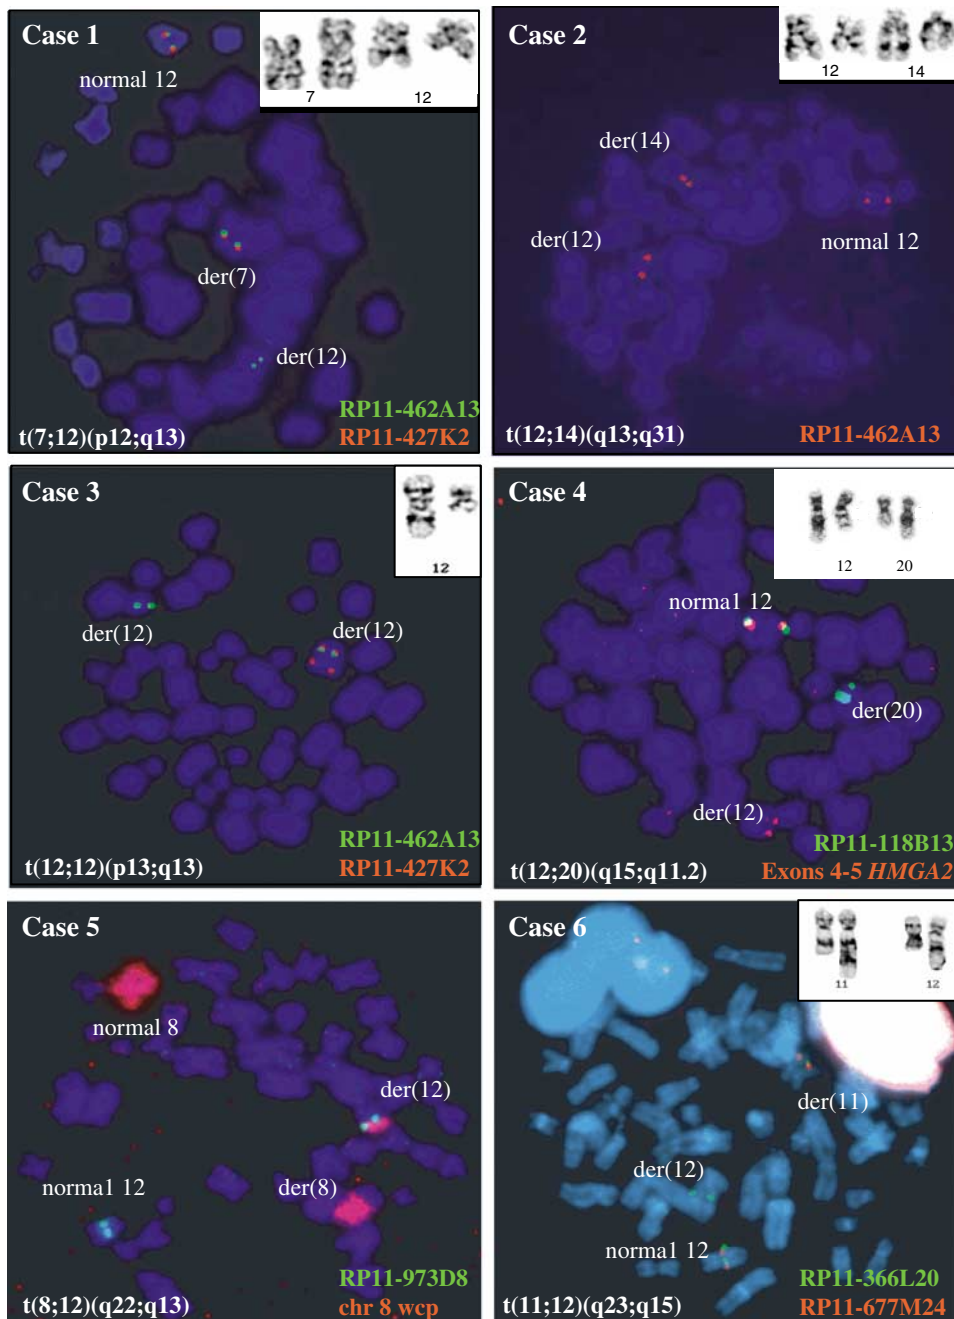 Case 1
normal 12
7 12
der(7)
der(12)
RP11-462A13
t(7;12)(p12;q13) RP11-427K2
Case 2
12 14
der(14)
der(12)
normal 12
t(12;14)(q13;q31) RP11-462A13
Case 3
12
der(12) der(12)
RP11-462A13
t(12;12)(p13;q13) RP11-427K2
Case 4
12 20
normal 12
der(20)
der(12)
RP11-118B13
t(12;20)(q15;q11.2) Exons 4-5 HMGA2
Case 5
normal 8
der(12)
normal 12 der(8)
RP11-973D8
t(8;12)(q22;q13) chr 8 wcp
Case 6
11 12
der(11)
der(12)
normal 12
RP11-366L20
t(11;12)(q23;q15) RP11-677M24